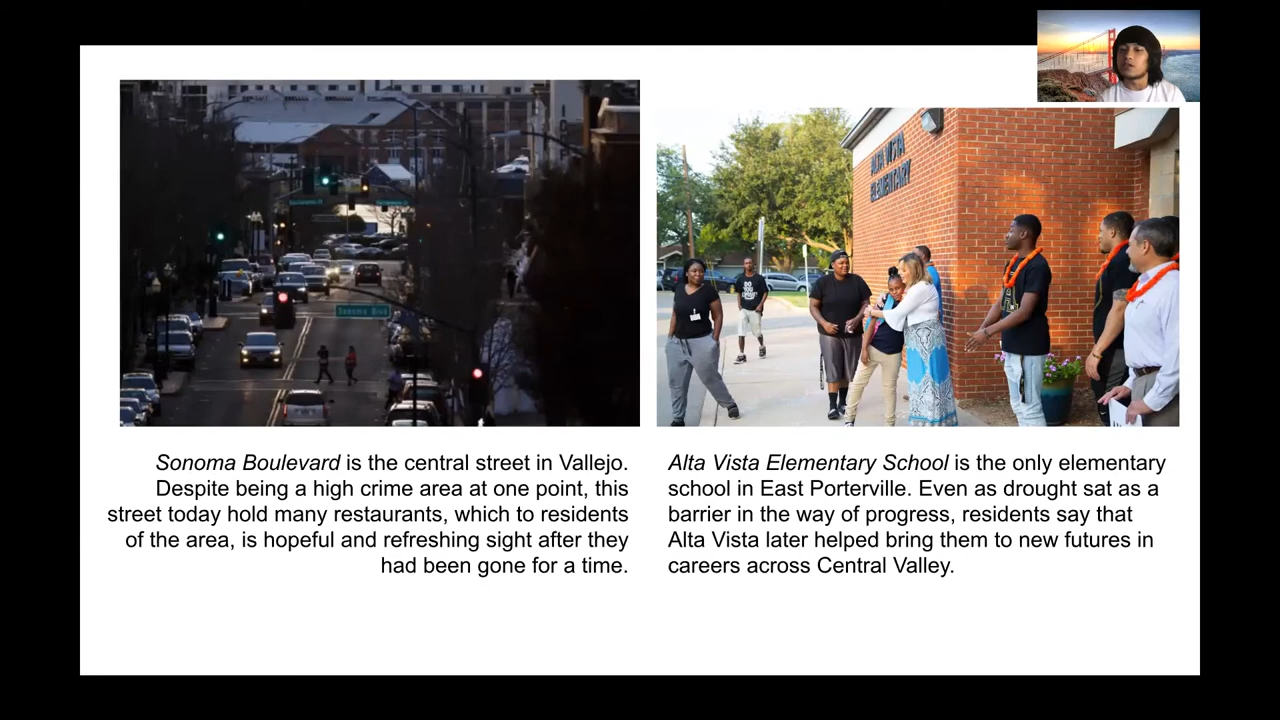 Sonoma Blvd
ALTA VISTA
ELEMENTARY
DO
YOU
Sonoma Boulevard is the central street in Vallejo.
Despite being a high crime area at one point, this
street today hold many restaurants, which to residents
of the area, is hopeful and refreshing sight after they
had been gone for a time.
Alta Vista Elementary School is the only elementary
school in East Porterville. Even as drought sat as a
barrier in the way of progress, residents say that
Alta Vista later helped bring them to new futures in
careers across Central Valley.